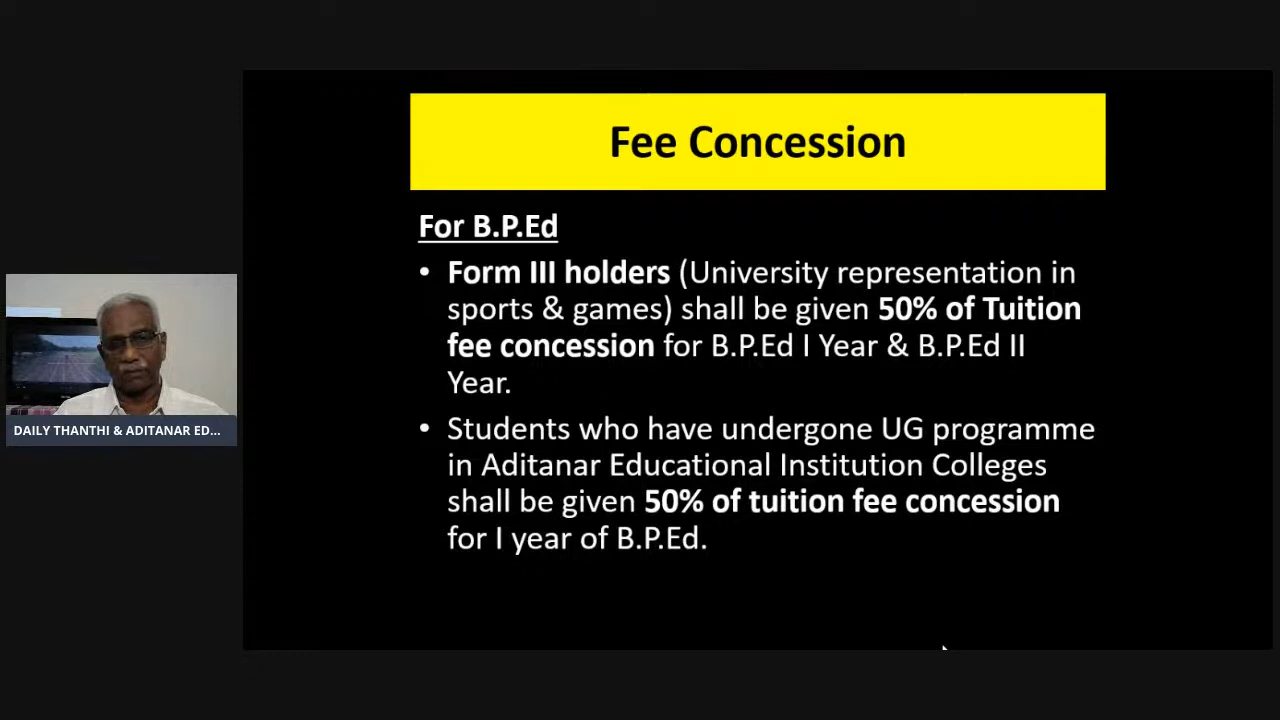 Fee Concession
For B.P.Ed
• Form III holders (University representation in
sports & games) shall be given 50% of Tuition
fee concession for B.P.Ed I Year & B.P.Ed II
Year.
• Students who have undergone UG programme
in Aditanar Educational Institution Colleges
shall be given 50% of tuition fee concession
for I year of B.P.Ed.
DAILY THANTHI & ADITANAR ED...